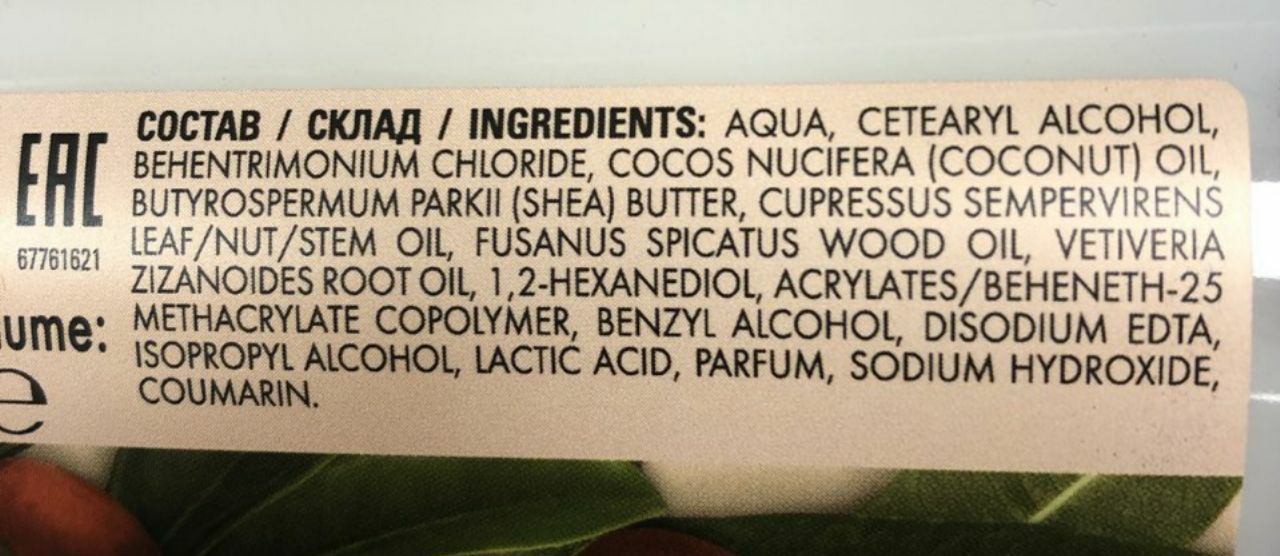 СОСТАВ / СКЛАД / INGREDIENTS: AQUA, CETEARYL ALCOHOL,
BEHENTRIMONIUM CHLORIDE, COCOS NUCIFERA (COCONUT) OIL,
BUTYROSPERMUM PARKII (SHEA) BUTTER, CUPRESSUS SEMPERVIRENS
LEAF/NUT/STEM OIL, FUSANUS SPICATUS WOOD OIL, VETIVERIA
ZIZANOIDES ROOT OIL, 1,2-HEXANEDIOL, ACRYLATES/BEHENETH-25
METHACRYLATE COPOLYMER, BENZYL ALCOHOL, DISODIUM EDTA,
ISOPROPYL ALCOHOL, LACTIC ACID, PARFUM, SODIUM HYDROXIDE,
COUMARIN.
EAC
67761621
ume:
e